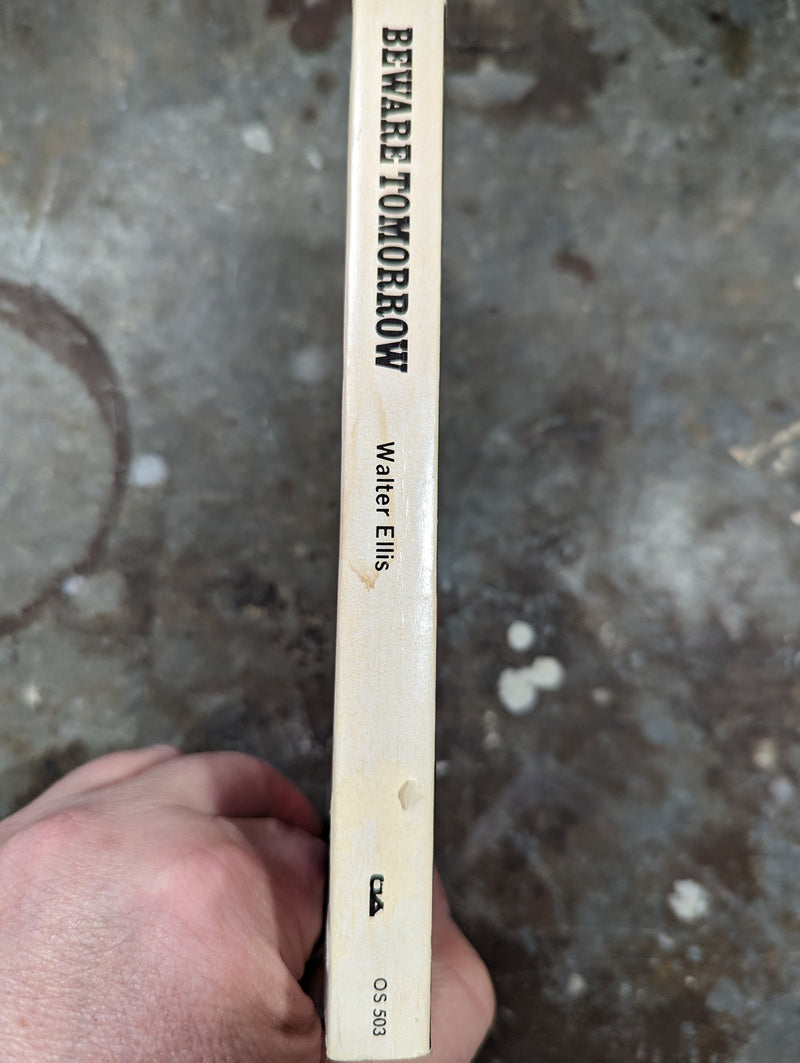 BEWARE TOMORROW
Walter Ellis
OS 503